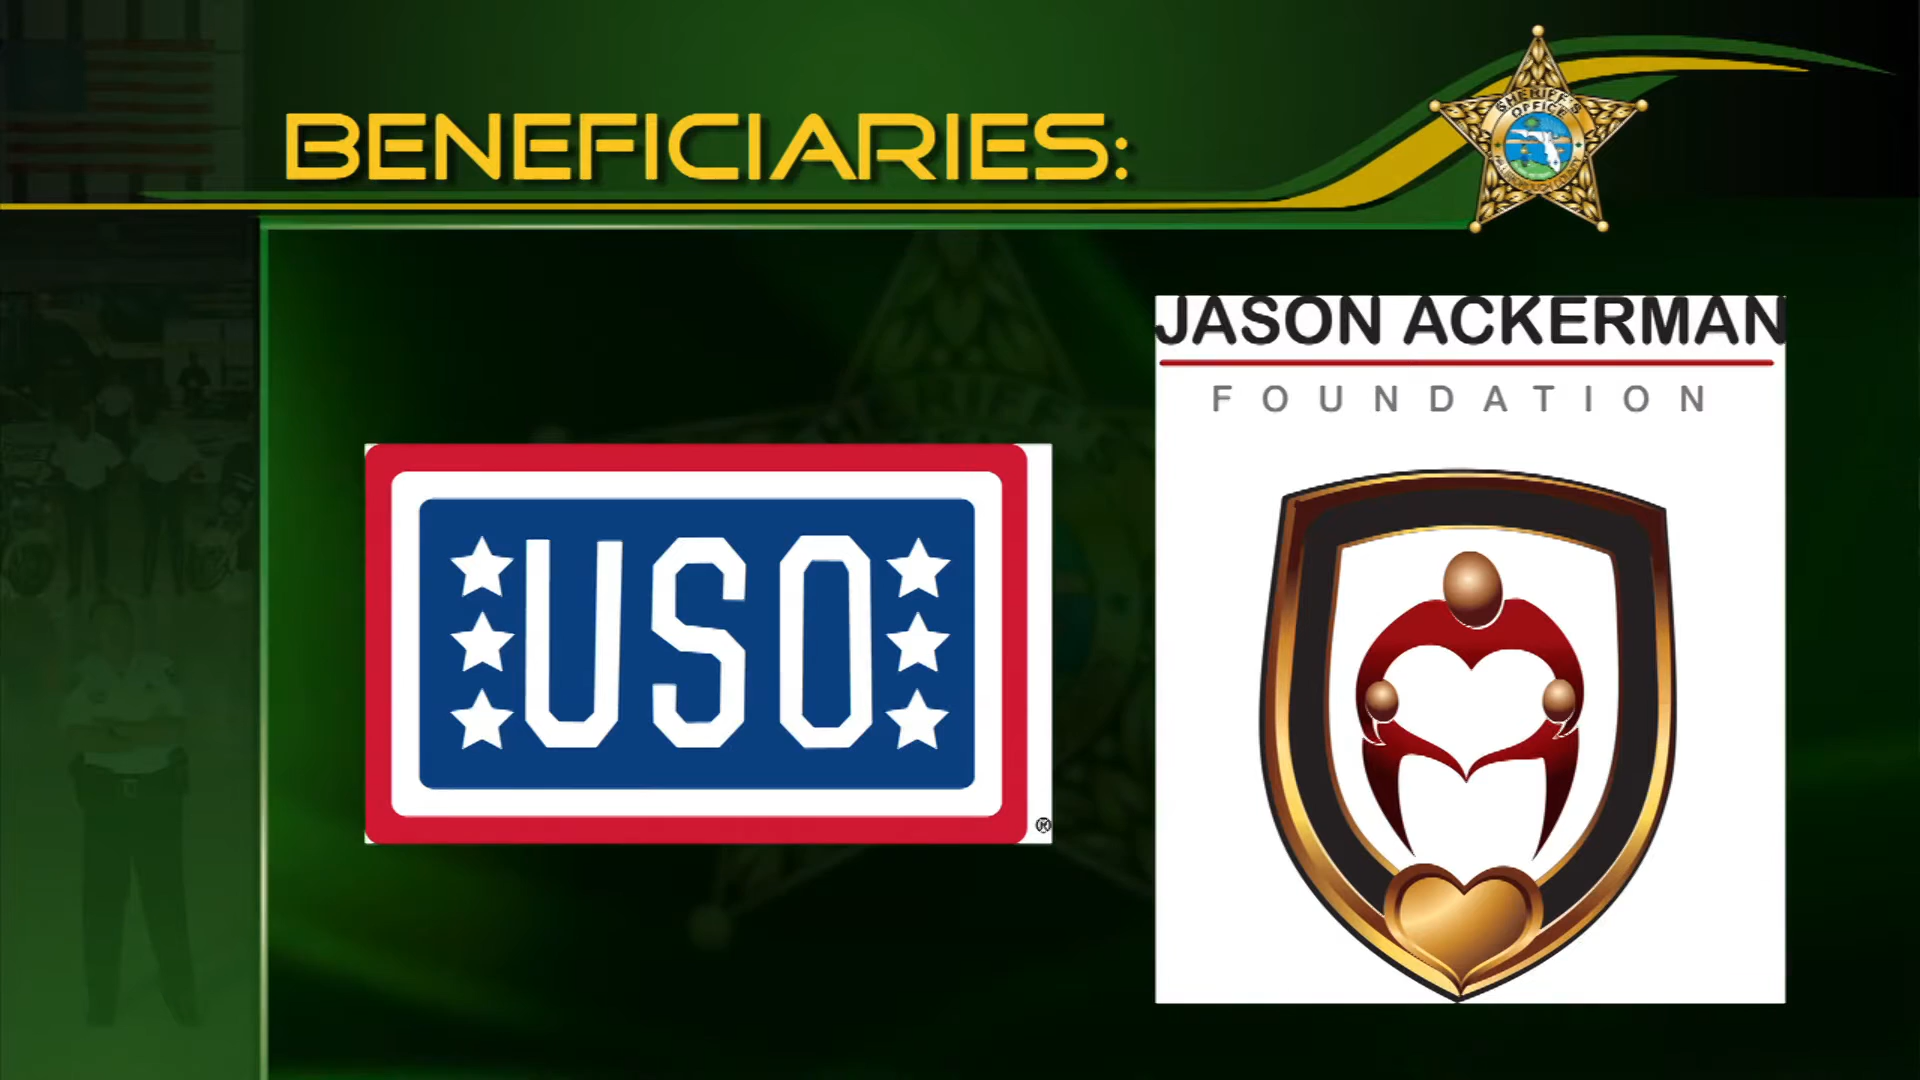 BENEFICIARIES:
SHERIFF'S
OFFICE
JASON ACKERMAN
FOUNDATION
USO
®